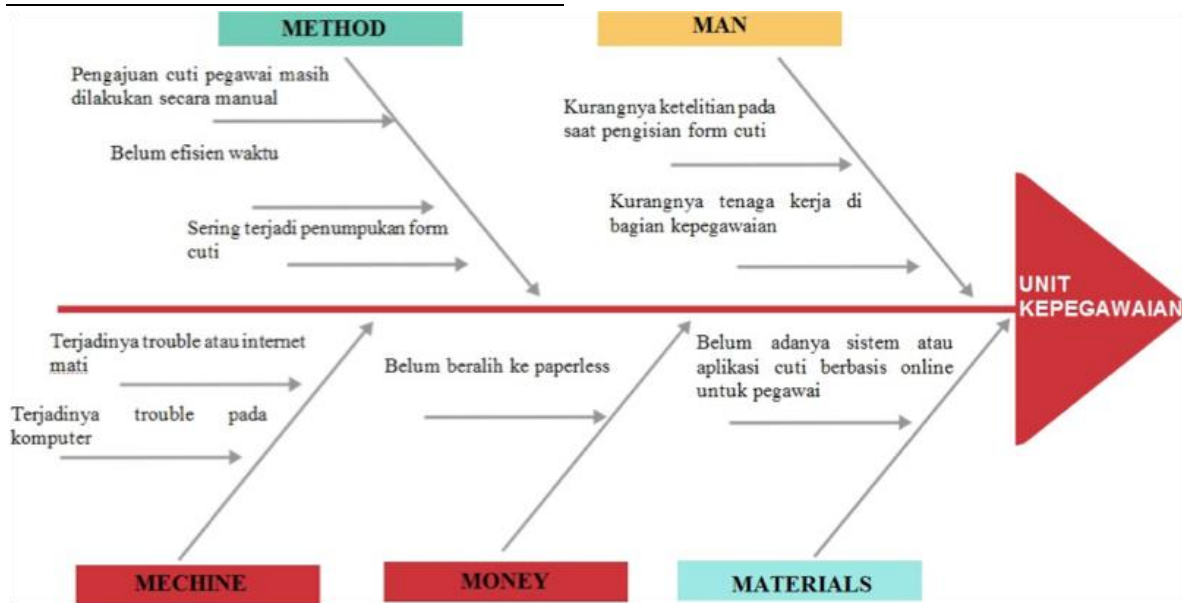 METHOD
MAN
Pengajuan cuti pegawai masih
dilakukan secara manual
Belum efisien waktu
Sering terjadi penumpukan form
cuti
Kurangnya ketelitian pada
saat pengisian form cuti
Kurangnya tenaga kerja di
bagian kepegawaian
UNIT
KEPEGAWAIAN
Terjadinya trouble atau internet
mati
Terjadinya trouble pada
komputer
Belum beralih ke paperless
Belum adanya sistem atau
aplikasi cuti berbasis online
untuk pegawai
MECHINE
MONEY
MATERIALS